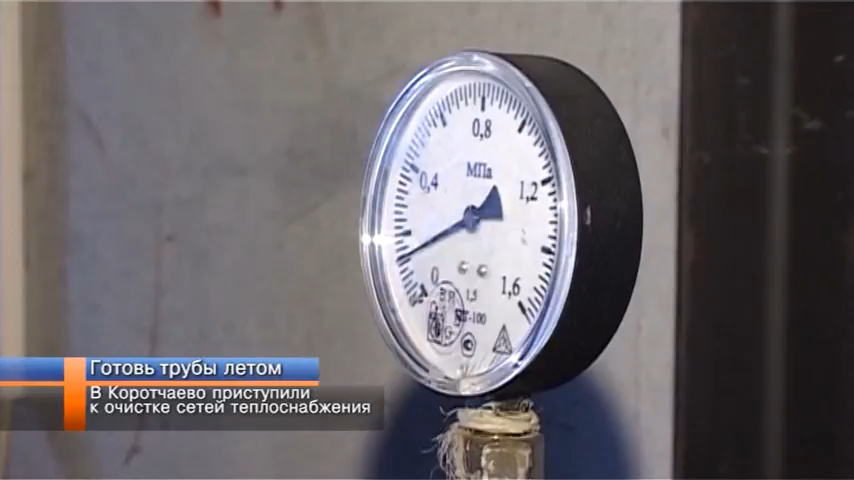 0,8
МПа
0,4
1,2
0
1,5
1,6
Готовь трубы летом
В Коротчаево приступили
к очистке сетей теплоснабжения